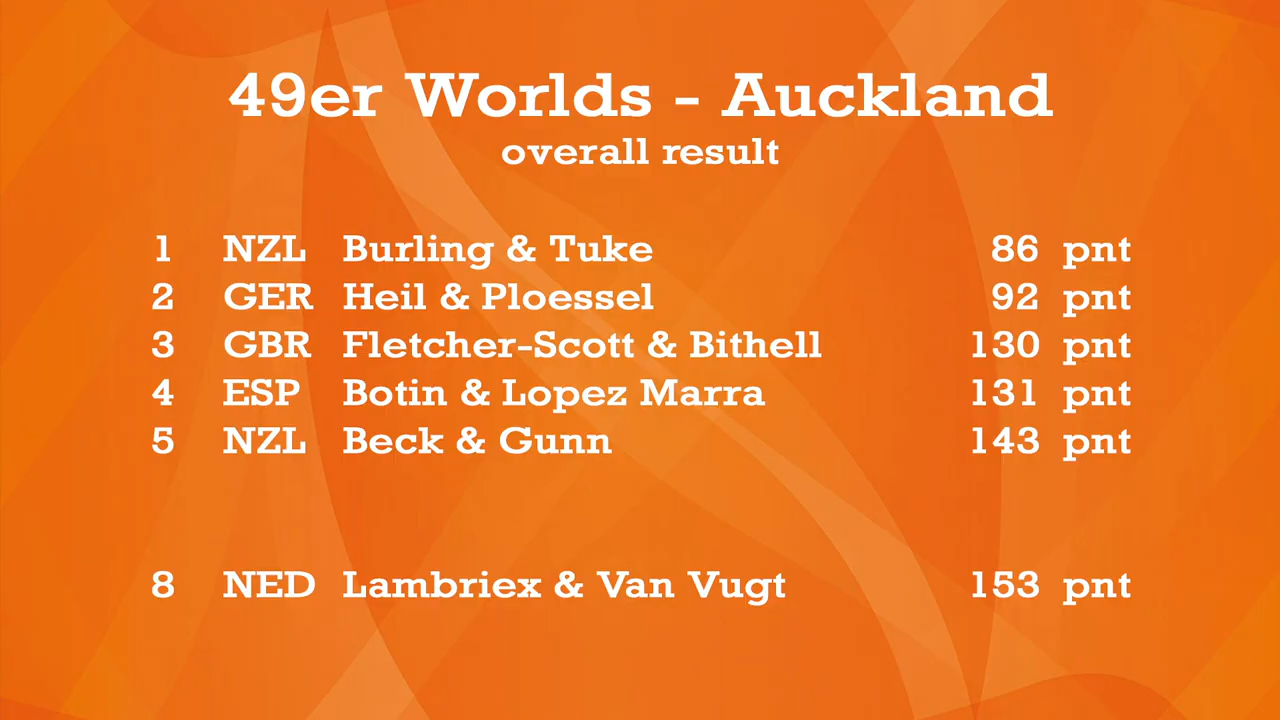 49er Worlds - Auckland
overall result
1 NZL Burling & Tuke 86 pnt
2 GER Heil & Ploessel 92 pnt
3 GBR Fletcher-Scott & Bithell 130 pnt
4 ESP Botin & Lopez Marra 131 pnt
5 NZL Beck & Gunn 143 pnt
8 NED Lambriex & Van Vugt 153 pnt